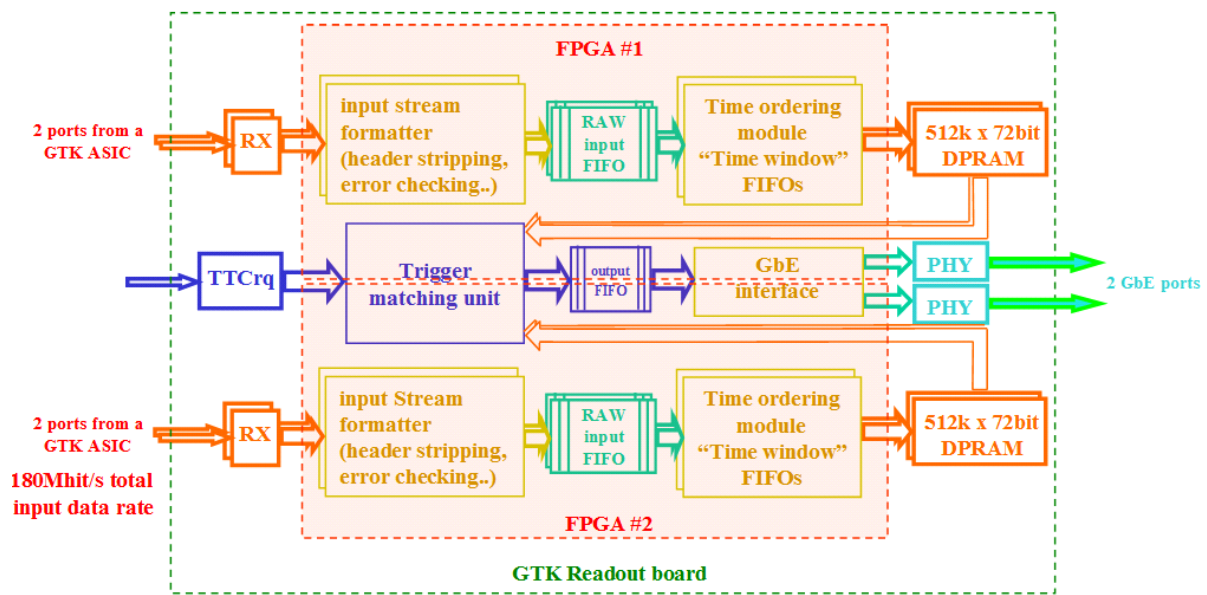 FPGA #1
2 ports from a
GTK ASIC
RX
input stream
formatter
(header stripping,
error checking..)
RAW
input
FIFO
Time ordering
module
“Time window”
FIFOs
512k x 72bit
DPRAM
TTCrq
Trigger
matching unit
output
FIFO
GbE
interface
PHY
PHY
2 GbE ports
2 ports from a
GTK ASIC
RX
input Stream
formatter
(header stripping,
error checking..)
RAW
input
FIFO
Time ordering
module
“Time window”
FIFOs
512k x 72bit
DPRAM
180Mhit/s total
input data rate
FPGA #2
GTK Readout board